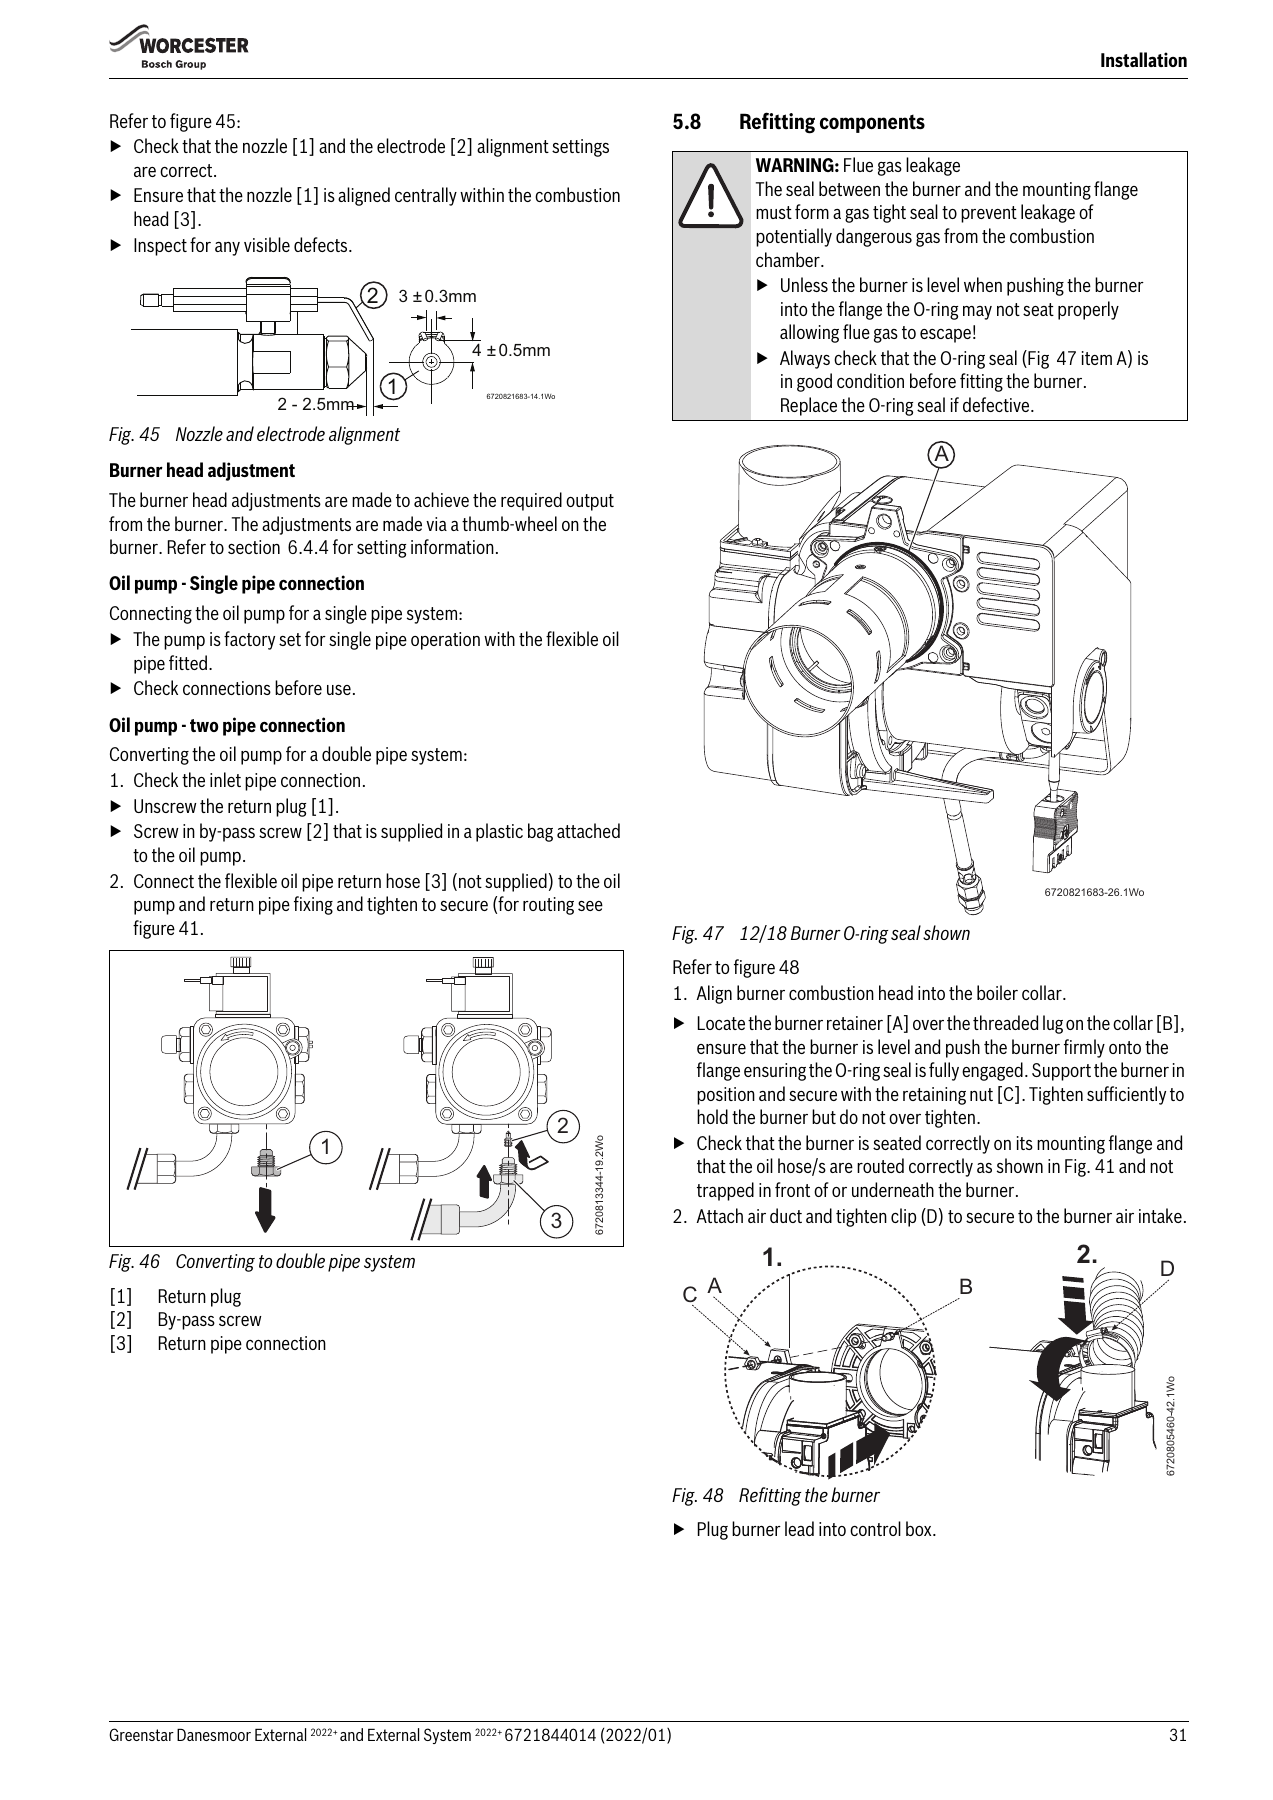 WORCESTER
Bosch Group
Installation
Refer to figure 45:
▶ Check that the nozzle [1] and the electrode [2] alignment settings
are correct.
▶ Ensure that the nozzle [1] is aligned centrally within the combustion
head [3].
▶ Inspect for any visible defects.
2
3 ± 0.3mm
4 ± 0.5mm
1
2 - 2.5mm
6720821683-14.1Wo
Fig. 45 Nozzle and electrode alignment
Burner head adjustment
The burner head adjustments are made to achieve the required output
from the burner. The adjustments are made via a thumb-wheel on the
burner. Refer to section 6.4.4 for setting information.
Oil pump - Single pipe connection
Connecting the oil pump for a single pipe system:
▶ The pump is factory set for single pipe operation with the flexible oil
pipe fitted.
▶ Check connections before use.
Oil pump - two pipe connection
Converting the oil pump for a double pipe system:
1. Check the inlet pipe connection.
▶ Unscrew the return plug [1].
▶ Screw in by-pass screw [2] that is supplied in a plastic bag attached
to the oil pump.
2. Connect the flexible oil pipe return hose [3] (not supplied) to the oil
pump and return pipe fixing and tighten to secure (for routing see
figure 41.
1
2
3
6720813344-19.2Wo
Fig. 46 Converting to double pipe system
[1] Return plug
[2] By-pass screw
[3] Return pipe connection
5.8 Refitting components
WARNING: Flue gas leakage
The seal between the burner and the mounting flange
must form a gas tight seal to prevent leakage of
potentially dangerous gas from the combustion
chamber.
▶ Unless the burner is level when pushing the burner
into the flange the O-ring may not seat properly
allowing flue gas to escape!
▶ Always check that the O-ring seal (Fig 47 item A) is
in good condition before fitting the burner.
Replace the O-ring seal if defective.
A
6720821683-26.1Wo
Fig. 47 12/18 Burner O-ring seal shown
Refer to figure 48
1. Align burner combustion head into the boiler collar.
▶ Locate the burner retainer [A] over the threaded lug on the collar [B],
ensure that the burner is level and push the burner firmly onto the
flange ensuring the O-ring seal is fully engaged. Support the burner in
position and secure with the retaining nut [C]. Tighten sufficiently to
hold the burner but do not over tighten.
▶ Check that the burner is seated correctly on its mounting flange and
that the oil hose/s are routed correctly as shown in Fig. 41 and not
trapped in front of or underneath the burner.
2. Attach air duct and tighten clip (D) to secure to the burner air intake.
1.
C A
B
2.
D
6720805460-42.1Wo
Fig. 48 Refitting the burner
▶ Plug burner lead into control box.
Greenstar Danesmoor External 2022+ and External System 2022+ 6721844014 (2022/01)
31